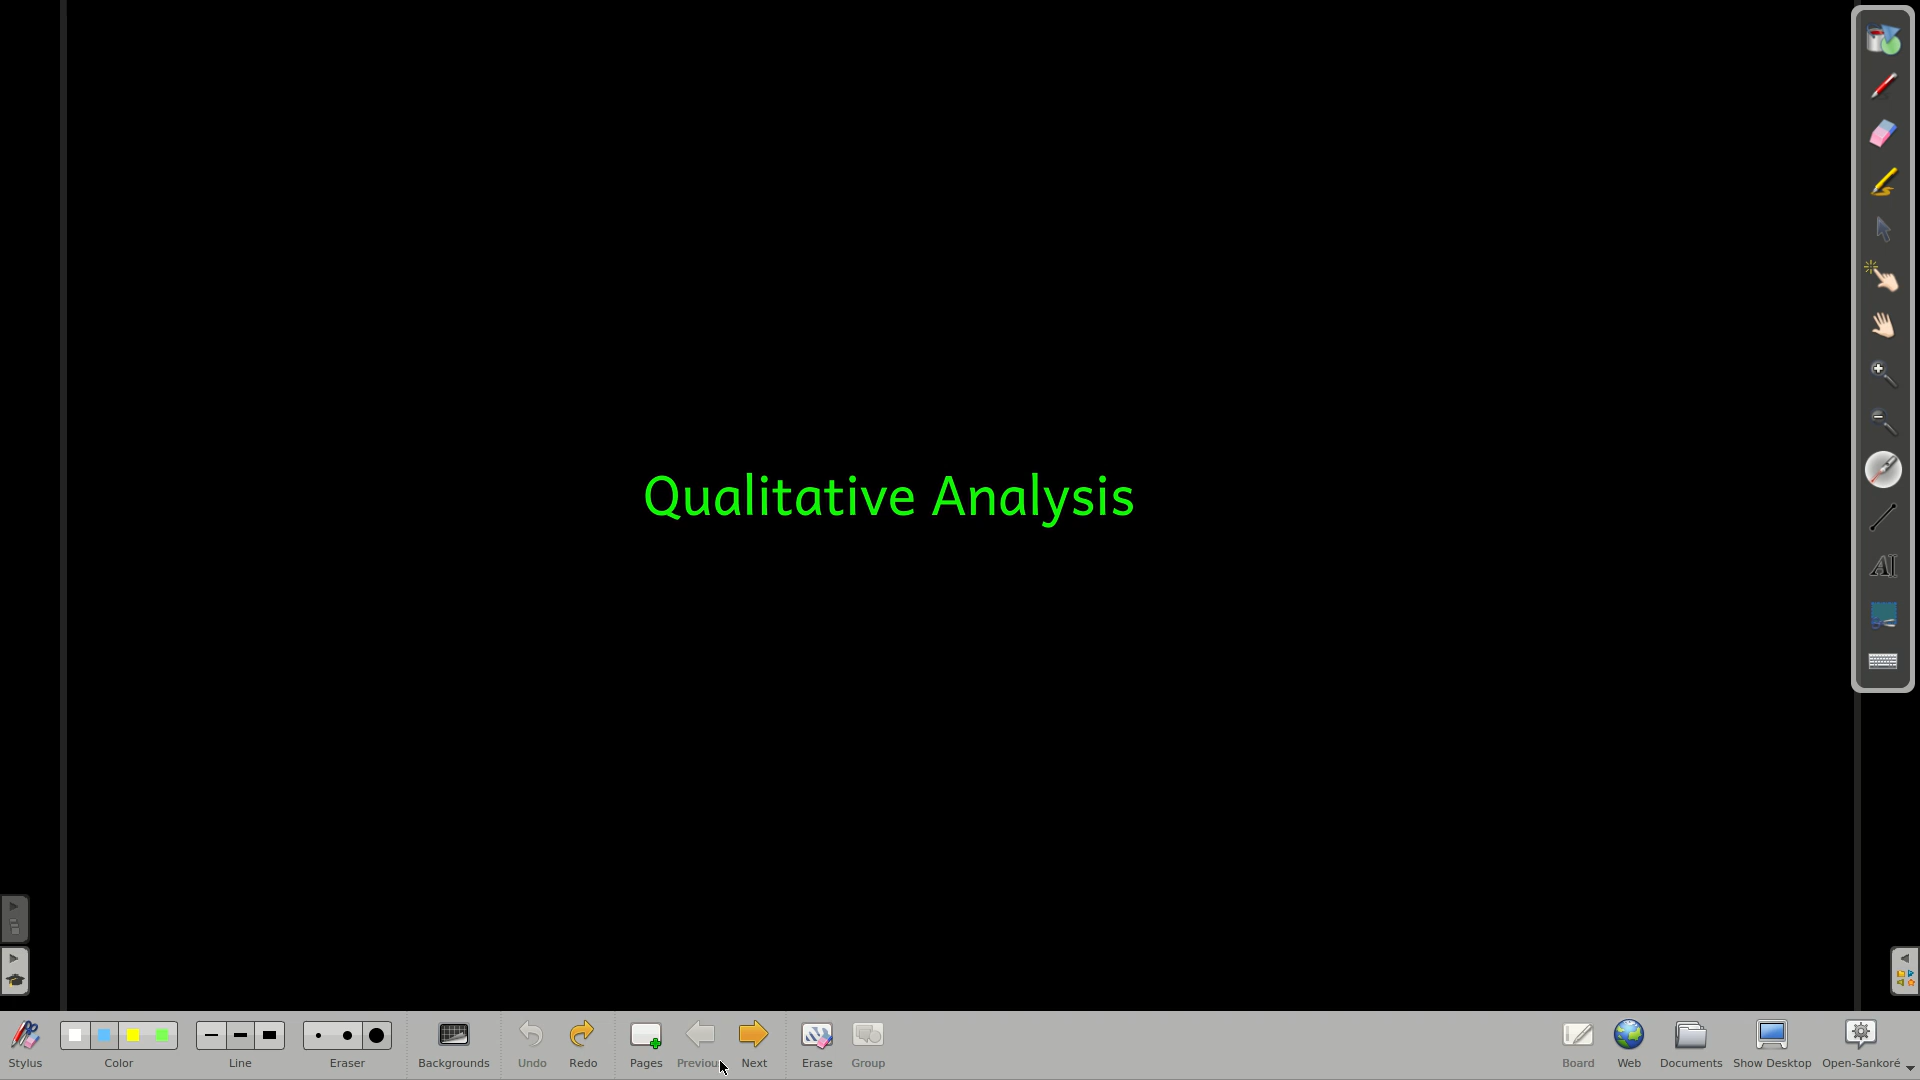 Qualitative Analysis
Stylus
Color
Line
Eraser
Backgrounds
Undo
Redo
Pages
Previous
Next
Erase
Group
Board
Web
Documents
Show Desktop
Open-Sankoré